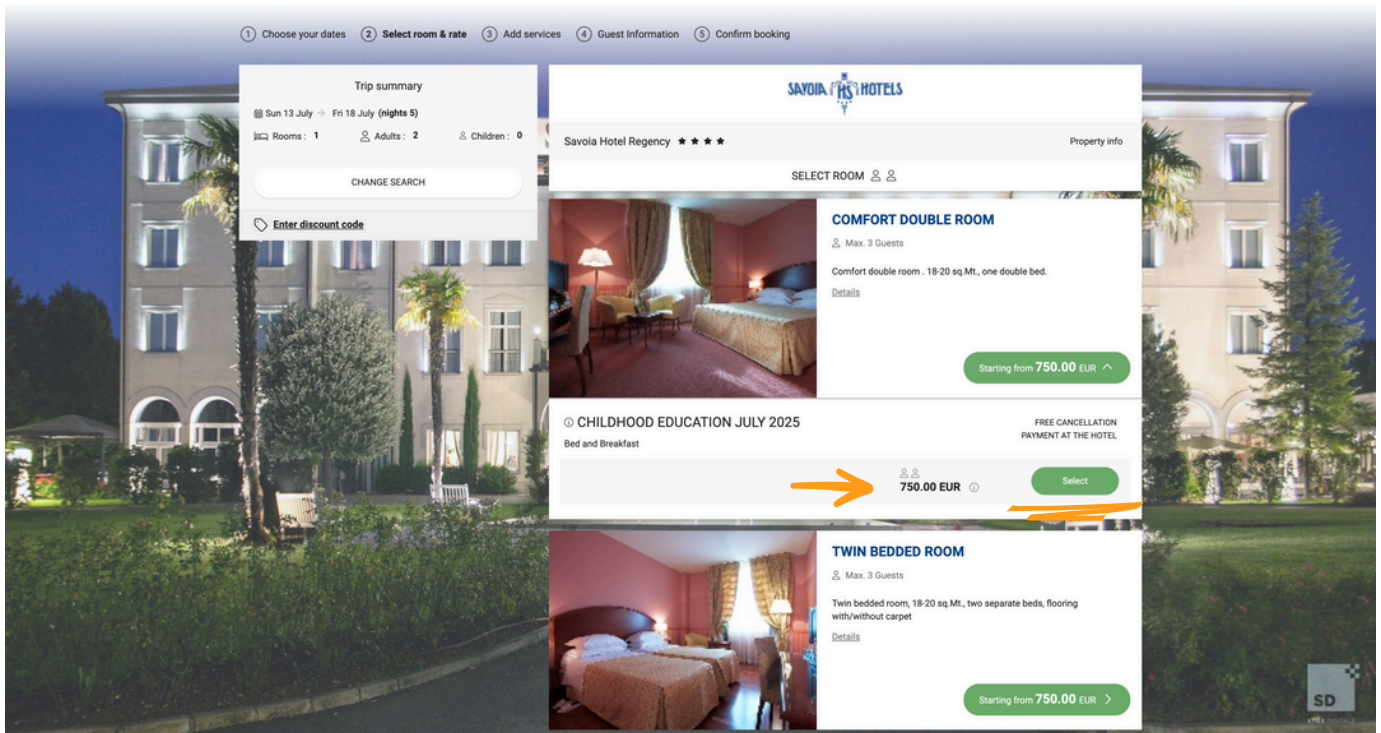 1 Choose your dates 2 Select room & rate 3 Add services 4 Guest Information 5 Confirm booking
Trip summary
Sun 13 July → Fri 18 July (nights 5)
Rooms : 1 Adults : 2 Children : 0
CHANGE SEARCH
Enter discount code
SAVOIA HS HOTELS
Savoia Hotel Regency ★ ★ ★ ★ Property info
SELECT ROOM
COMFORT DOUBLE ROOM
Max. 3 Guests
Comfort double room . 18-20 sq.Mt., one double bed.
Details
Starting from 750.00 EUR
CHILDHOOD EDUCATION JULY 2025
Bed and Breakfast
FREE CANCELLATION
PAYMENT AT THE HOTEL
750.00 EUR
Select
TWIN BEDDED ROOM
Max. 3 Guests
Twin bedded room, 18-20 sq.Mt., two separate beds, flooring
with/without carpet
Details
Starting from 750.00 EUR
SD
STILE DIGITALE